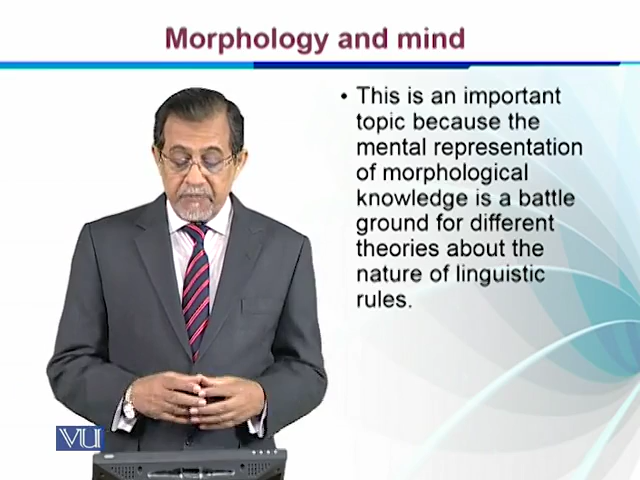 Morphology and mind
• This is an important
topic because the
mental representation
of morphological
knowledge is a battle
ground for different
theories about the
nature of linguistic
rules.
VU